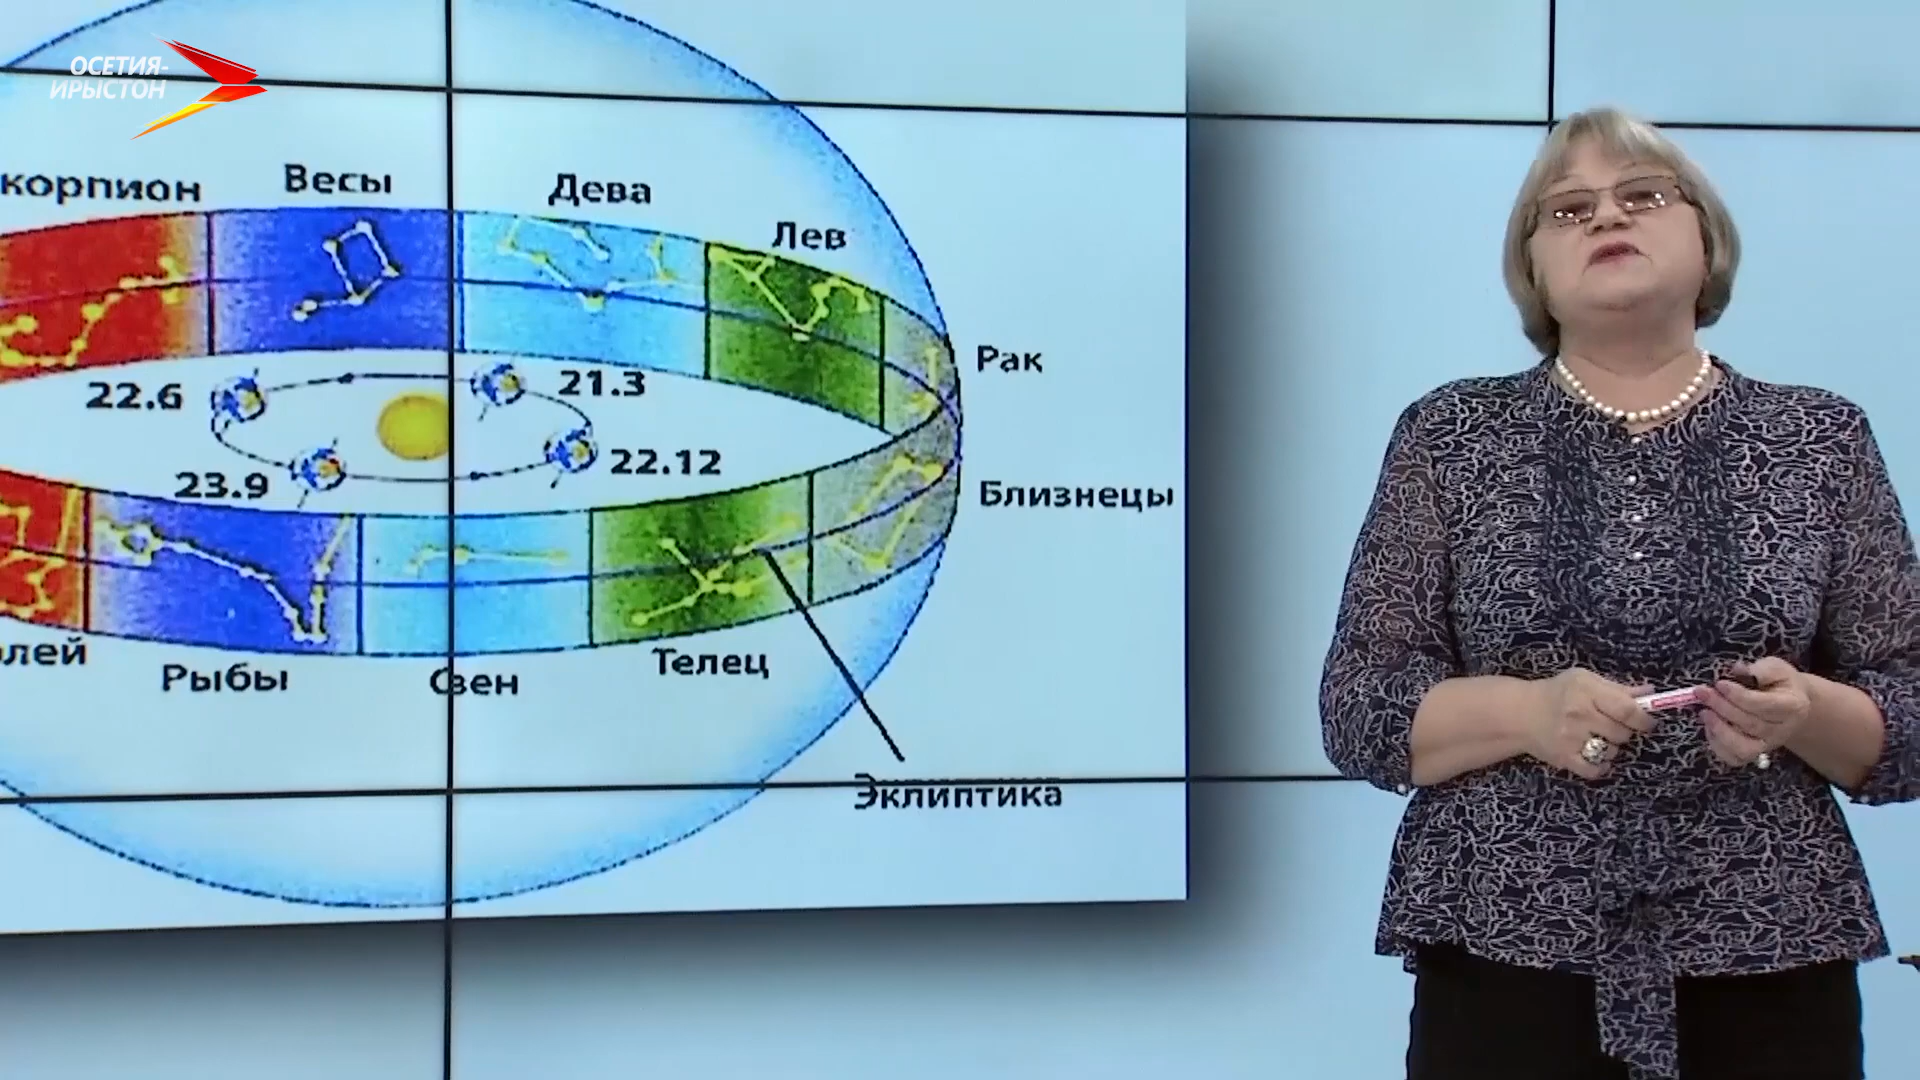 ОСЕТИЯ-
ИРЫСТОН
корпион
Весы
Дева
Лев
Рак
22.6
21.3
22.12
23.9
Близнецы
олей
Рыбы
Овен
Телец
Эклиптика